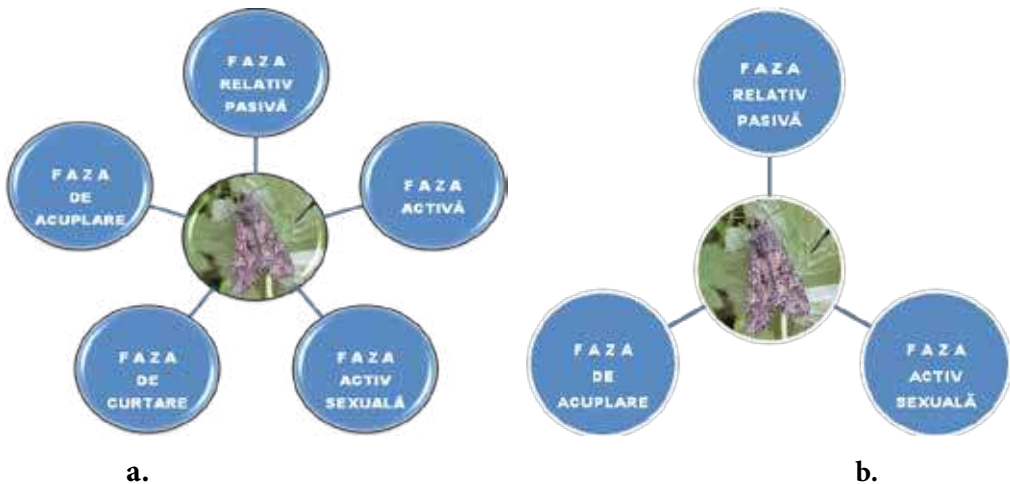 FAZA
RELATIV
PASIVĂ
FAZA
DE
ACUPLARE
FAZA
ACTIVĂ
FAZA
DE
CURTARE
FAZA
ACTIV
SEXUALĂ
a.
FAZA
RELATIV
PASIVĂ
FAZA
DE
ACUPLARE
FAZA
ACTIV
SEXUALĂ
b.